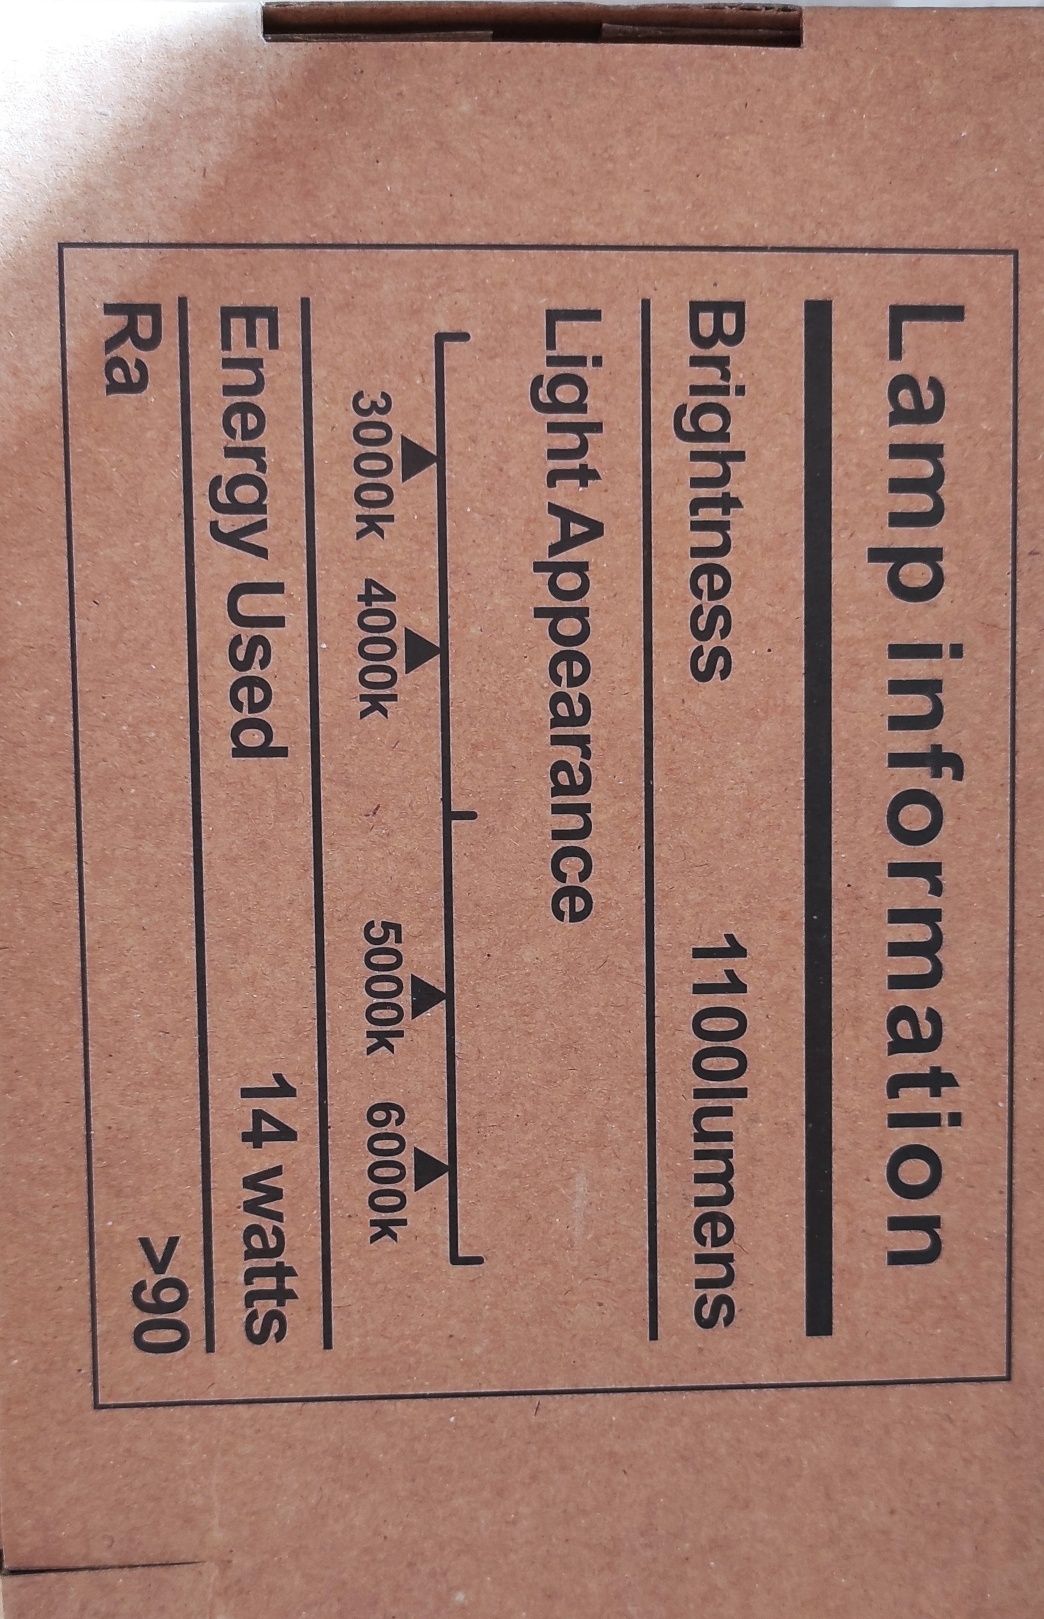 Lamp information
Brightness 1100lumens
Light Appearance
3000k 4000k 5000k 6000k
Energy Used 14 watts
Ra >90